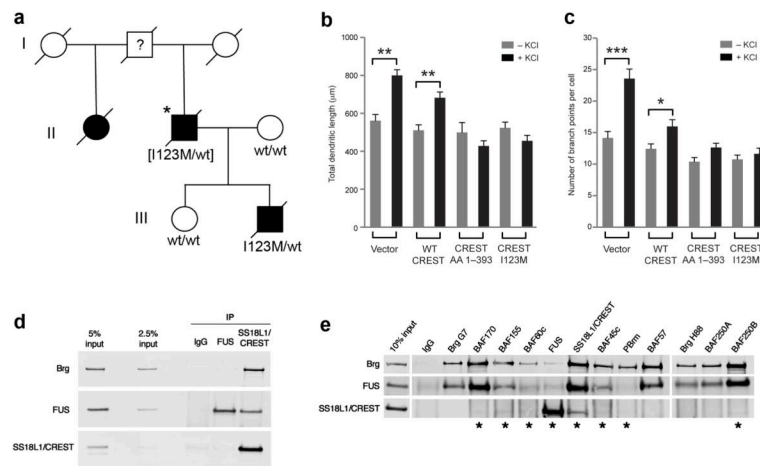 a
I
?
*
II
[I123M/wt]
wt/wt
III
wt/wt
I123M/wt
b
– KCl
+ KCl
**
**
Total dendritic length (μm)
1000
800
600
400
200
0
Vector
WT
CREST
CREST
AA 1–393
CREST
I123M
c
– KCl
+ KCl
***
*
Number of branch points per cell
30
25
20
15
10
5
0
Vector
WT
CREST
CREST
AA 1–393
CREST
I123M
d
IP
5%
input
2.5%
input
IgG
FUS
SS18L1/
CREST
Brg
FUS
SS18L1/CREST
e
10% input
IgG
Brg G7
BAF170
BAF155
BAF60c
FUS
SS18L1/CREST
BAF45c
PBrm
BAF57
Brg H88
BAF250A
BAF250B
Brg
FUS
SS18L1/CREST
* * * * * * * *